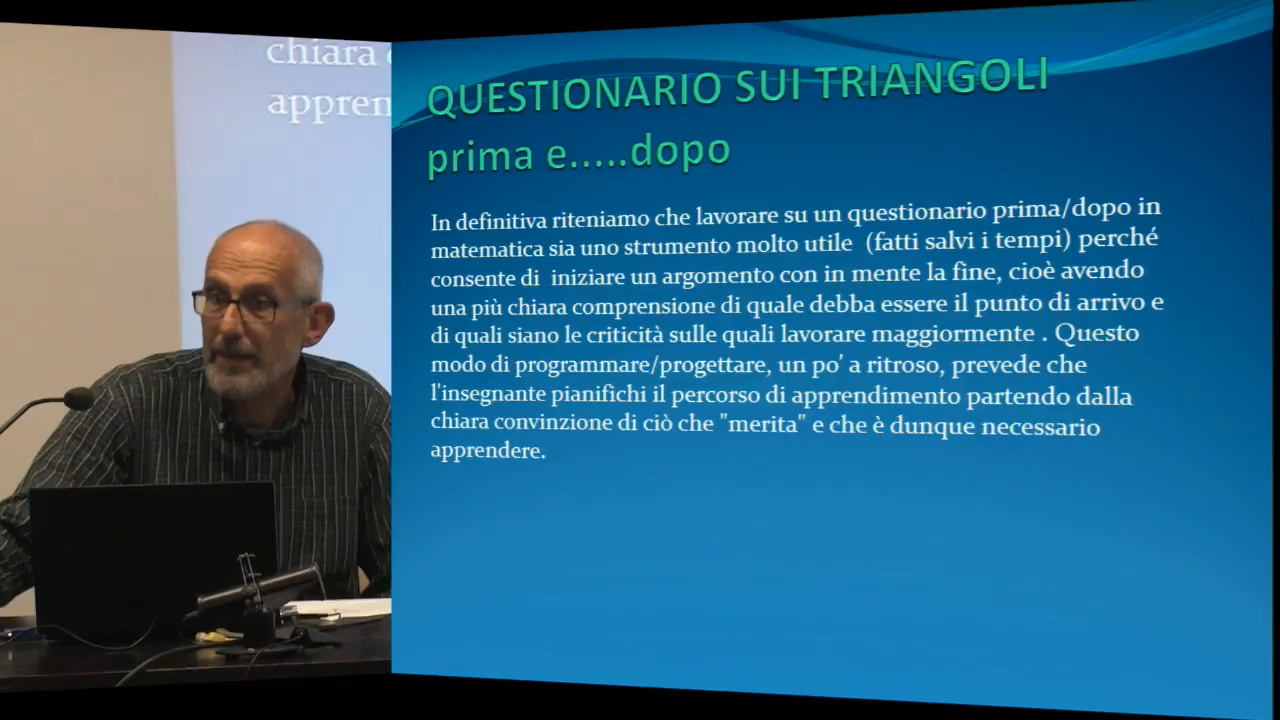 chiara
appren
QUESTIONARIO SUI TRIANGOLI
prima e.....dopo
In definitiva riteniamo che lavorare su un questionario prima/dopo in
matematica sia uno strumento molto utile (fatti salvi i tempi) perché
consente di iniziare un argomento con in mente la fine, cioè avendo
una più chiara comprensione di quale debba essere il punto di arrivo e
di quali siano le criticità sulle quali lavorare maggiormente . Questo
modo di programmare/progettare, un po' a ritroso, prevede che
l'insegnante pianifichi il percorso di apprendimento partendo dalla
chiara convinzione di ciò che "merita" e che è dunque necessario
apprendere.